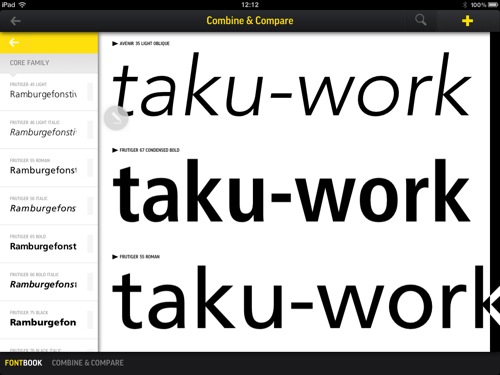 iPad
12:12
100%
Combine & Compare
CORE FAMILY
FRUTIGER 45 LIGHT
Ramburgefonstiv
FRUTIGER 46 LIGHT ITALIC
Ramburgefonstiv
FRUTIGER 55 ROMAN
Ramburgefonst
FRUTIGER 56 ITALIC
Ramburgefonst
FRUTIGER 65 BOLD
Ramburgefonst
FRUTIGER 66 BOLD ITALIC
Ramburgefonst
FRUTIGER 75 BLACK
Ramburgefon
FRUTIGER 76 BLACK ITALIC
AVENIR 35 LIGHT OBLIQUE
taku-work
FRUTIGER 67 CONDENSED BOLD
taku-work
FRUTIGER 55 ROMAN
taku-work
FONTBOOK COMBINE & COMPARE